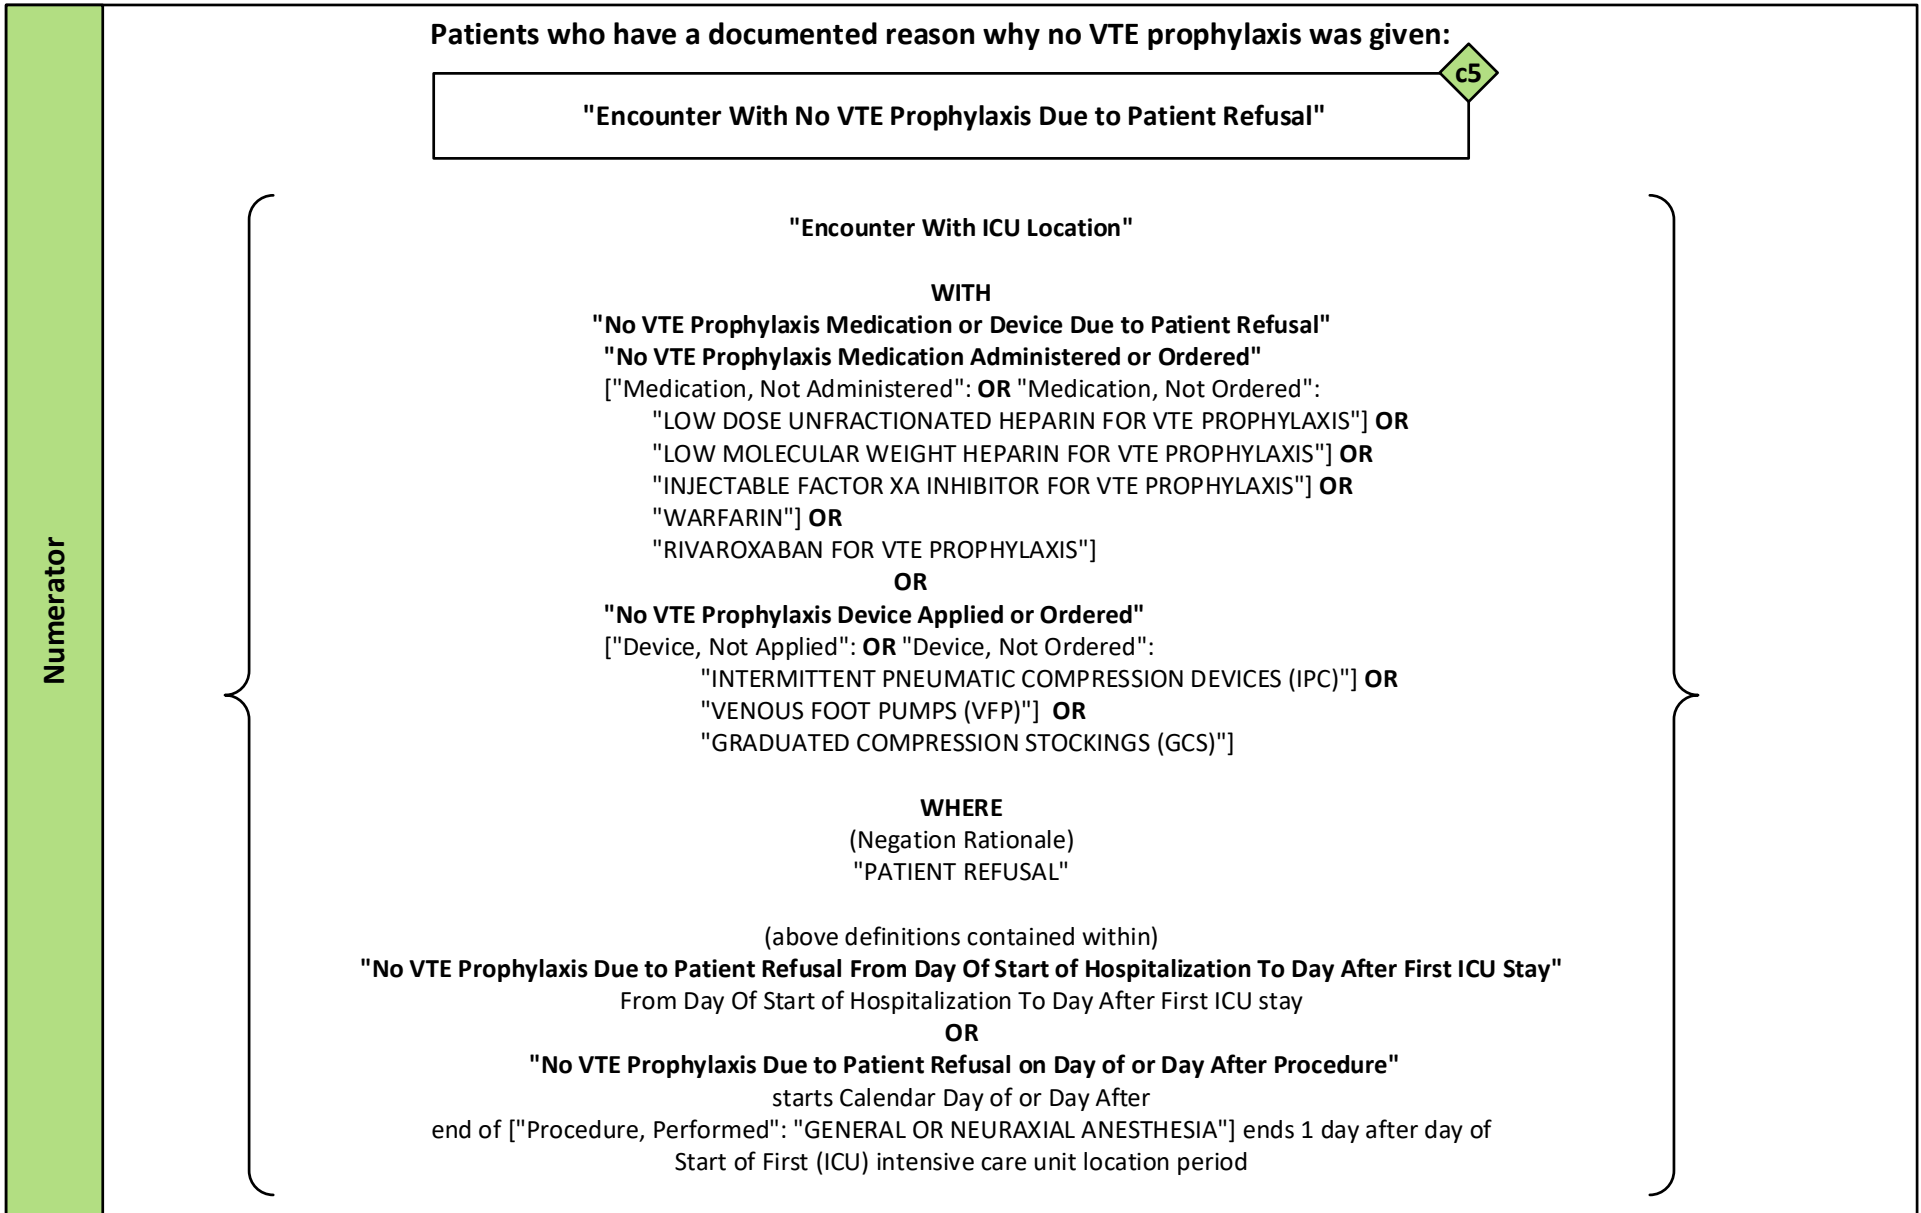 Patients who have a documented reason why no VTE prophylaxis was given:
c5
"Encounter With No VTE Prophylaxis Due to Patient Refusal"
Numerator
"Encounter With ICU Location"
WITH
"No VTE Prophylaxis Medication or Device Due to Patient Refusal"
"No VTE Prophylaxis Medication Administered or Ordered"
["Medication, Not Administered": OR "Medication, Not Ordered":
"LOW DOSE UNFRACTIONATED HEPARIN FOR VTE PROPHYLAXIS"] OR
"LOW MOLECULAR WEIGHT HEPARIN FOR VTE PROPHYLAXIS"] OR
"INJECTABLE FACTOR XA INHIBITOR FOR VTE PROPHYLAXIS"] OR
"WARFARIN"] OR
"RIVAROXABAN FOR VTE PROPHYLAXIS"]
OR
"No VTE Prophylaxis Device Applied or Ordered"
["Device, Not Applied": OR "Device, Not Ordered":
"INTERMITTENT PNEUMATIC COMPRESSION DEVICES (IPC)"] OR
"VENOUS FOOT PUMPS (VFP)"] OR
"GRADUATED COMPRESSION STOCKINGS (GCS)"]
WHERE
(Negation Rationale)
"PATIENT REFUSAL"
(above definitions contained within)
"No VTE Prophylaxis Due to Patient Refusal From Day Of Start of Hospitalization To Day After First ICU Stay"
From Day Of Start of Hospitalization To Day After First ICU stay
OR
"No VTE Prophylaxis Due to Patient Refusal on Day of or Day After Procedure"
starts Calendar Day of or Day After
end of ["Procedure, Performed": "GENERAL OR NEURAXIAL ANESTHESIA"] ends 1 day after day of
Start of First (ICU) intensive care unit location period